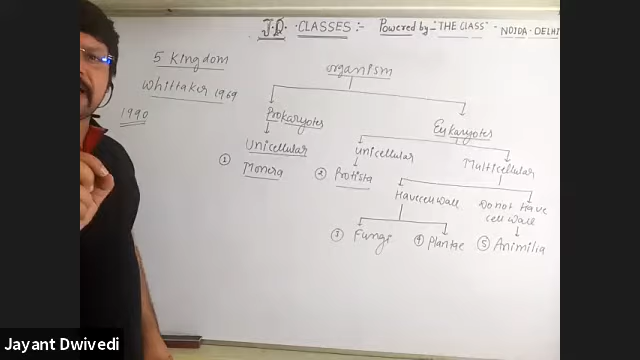 J.D. CLASSES:- Powered by-"THE CLASS"- NOIDA-DELHI
5 Kingdom
Whittaker 1969
1990
organism
Prokaryotes
Eukaryotes
Unicellular
unicellular
Multicellular
① Monera
② Protista
Have cell wall
Do not Have
cell wall
③ Fungi
④ Plantae
⑤ Animilia
Jayant Dwivedi